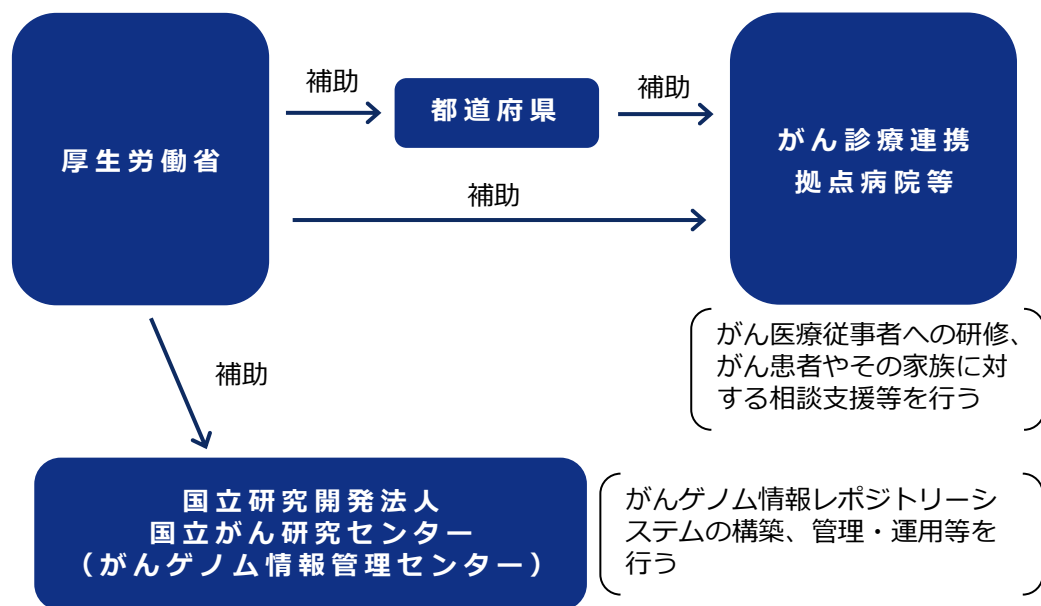 補助
都道府県
補助
厚生労働省
がん診療連携
拠点病院等
補助
補助
がん医療従事者への研修、
がん患者やその家族に対
する相談支援等を行う
国立研究開発法人
国立がん研究センター
（がんゲノム情報管理センター）
がんゲノム情報レポジトリーシ
ステムの構築、管理・運用等を
行う